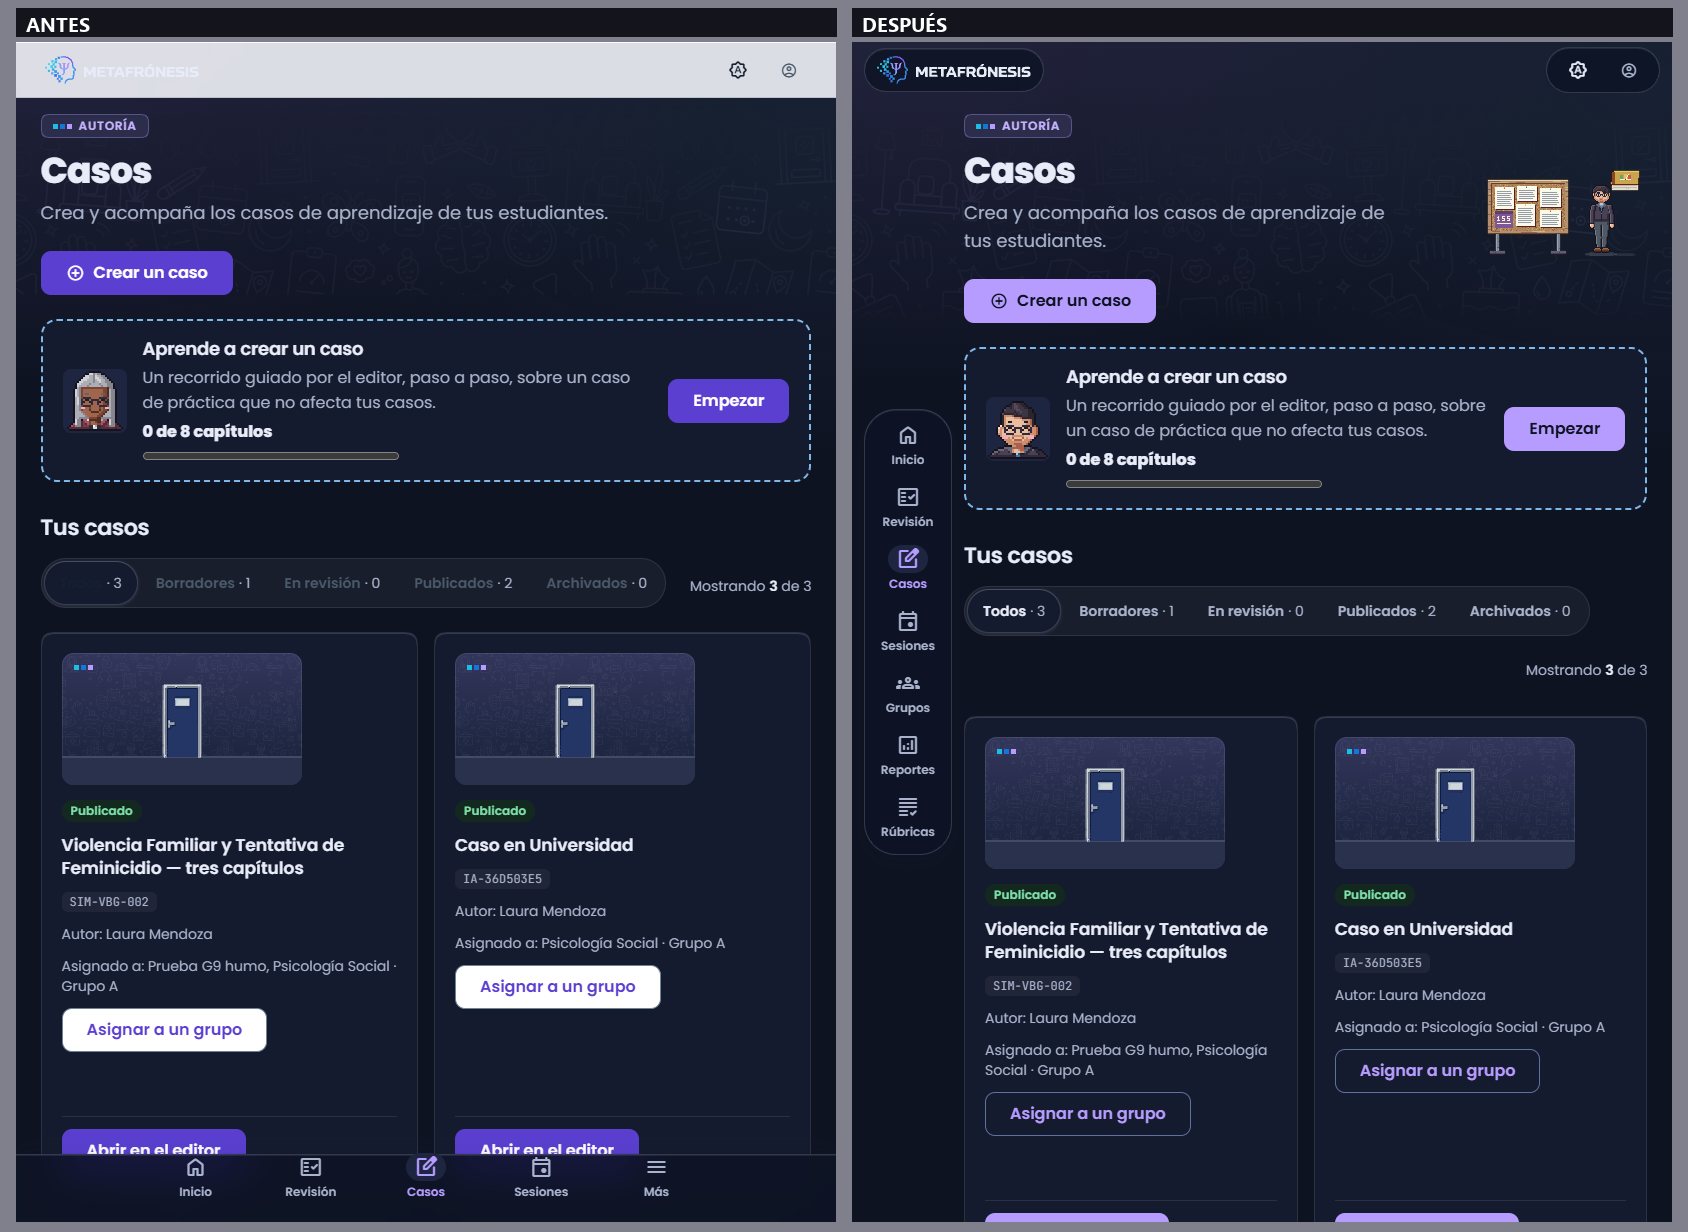 ANTES
METAFRÓNESIS
AUTORÍA
Casos
Crea y acompaña los casos de aprendizaje de tus estudiantes.
Crear un caso
Aprende a crear un caso
Un recorrido guiado por el editor, paso a paso, sobre un caso
de práctica que no afecta tus casos.
0 de 8 capítulos
Empezar
Tus casos
Todos · 3
Borradores · 1
En revisión · 0
Publicados · 2
Archivados · 0
Mostrando 3 de 3
Publicado
Violencia Familiar y Tentativa de
Feminicidio — tres capítulos
SIM-VBG-002
Autor: Laura Mendoza
Asignado a: Prueba G9 humo, Psicología Social ·
Grupo A
Asignar a un grupo
Abrir en el editor
Publicado
Caso en Universidad
IA-36D503E5
Autor: Laura Mendoza
Asignado a: Psicología Social · Grupo A
Asignar a un grupo
Abrir en el editor
Inicio
Revisión
Casos
Sesiones
Más
DESPUÉS
METAFRÓNESIS
AUTORÍA
Casos
Crea y acompaña los casos de aprendizaje de
tus estudiantes.
155
Crear un caso
Aprende a crear un caso
Un recorrido guiado por el editor, paso a paso, sobre
un caso de práctica que no afecta tus casos.
0 de 8 capítulos
Empezar
Inicio
Revisión
Casos
Sesiones
Grupos
Reportes
Rúbricas
Tus casos
Todos · 3
Borradores · 1
En revisión · 0
Publicados · 2
Archivados · 0
Mostrando 3 de 3
Publicado
Violencia Familiar y Tentativa de
Feminicidio — tres capítulos
SIM-VBG-002
Autor: Laura Mendoza
Asignado a: Prueba G9 humo, Psicología
Social · Grupo A
Asignar a un grupo
Publicado
Caso en Universidad
IA-36D503E5
Autor: Laura Mendoza
Asignado a: Psicología Social · Grupo A
Asignar a un grupo